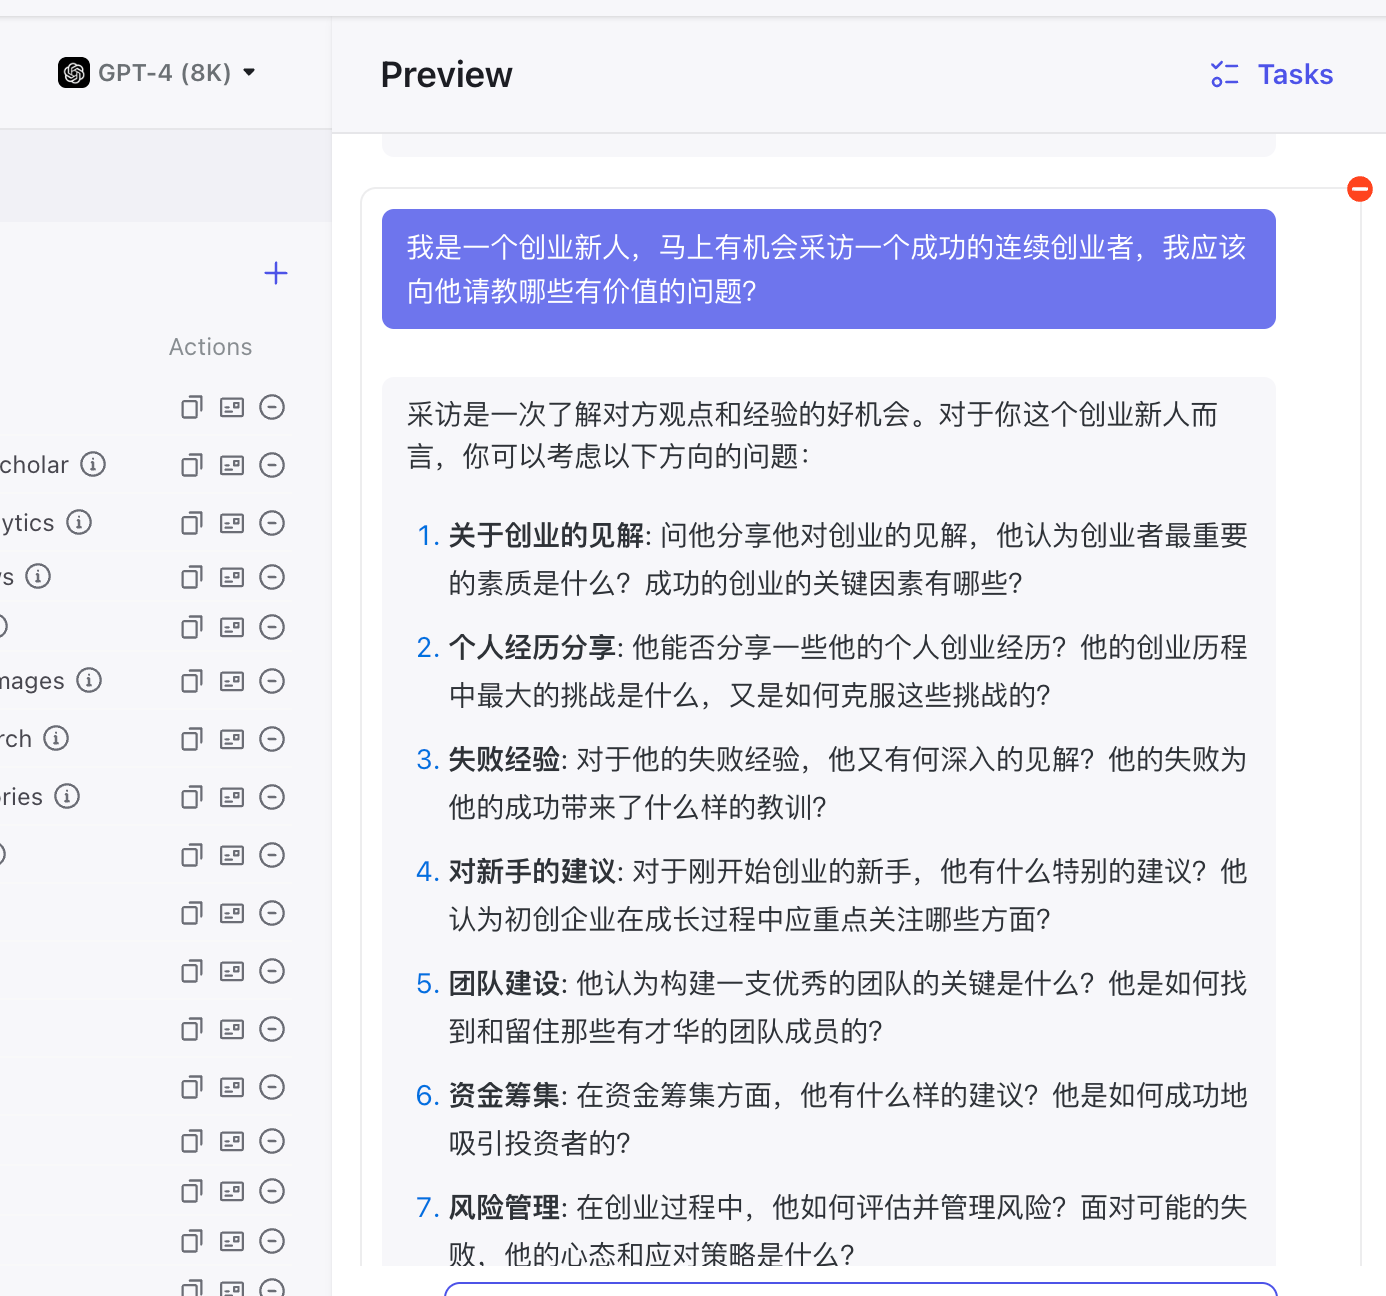 GPT-4 (8K)
Preview
Tasks
Actions
cholar
ytics
s
mages
rch
ories
我是一个创业新人，马上有机会采访一个成功的连续创业者，我应该
向他请教哪些有价值的问题?
采访是一次了解对方观点和经验的好机会。对于你这个创业新人而
言，你可以考虑以下方向的问题：
1. 关于创业的见解: 问他分享他对创业的见解，他认为创业者最重要
的素质是什么？成功的创业的关键因素有哪些?
2. 个人经历分享: 他能否分享一些他的个人创业经历？他的创业历程
中最大的挑战是什么，又是如何克服这些挑战的?
3. 失败经验: 对于他的失败经验，他又有何深入的见解？他的失败为
他的成功带来了什么样的教训?
4. 对新手的建议: 对于刚开始创业的新手，他有什么特别的建议？他
认为初创企业在成长过程中应重点关注哪些方面?
5. 团队建设: 他认为构建一支优秀的团队的关键是什么？他是如何找
到和留住那些有才华的团队成员的?
6. 资金筹集: 在资金筹集方面，他有什么样的建议？他是如何成功地
吸引投资者的?
7. 风险管理: 在创业过程中，他如何评估并管理风险？面对可能的失
败，他的心态和应对策略是什么?